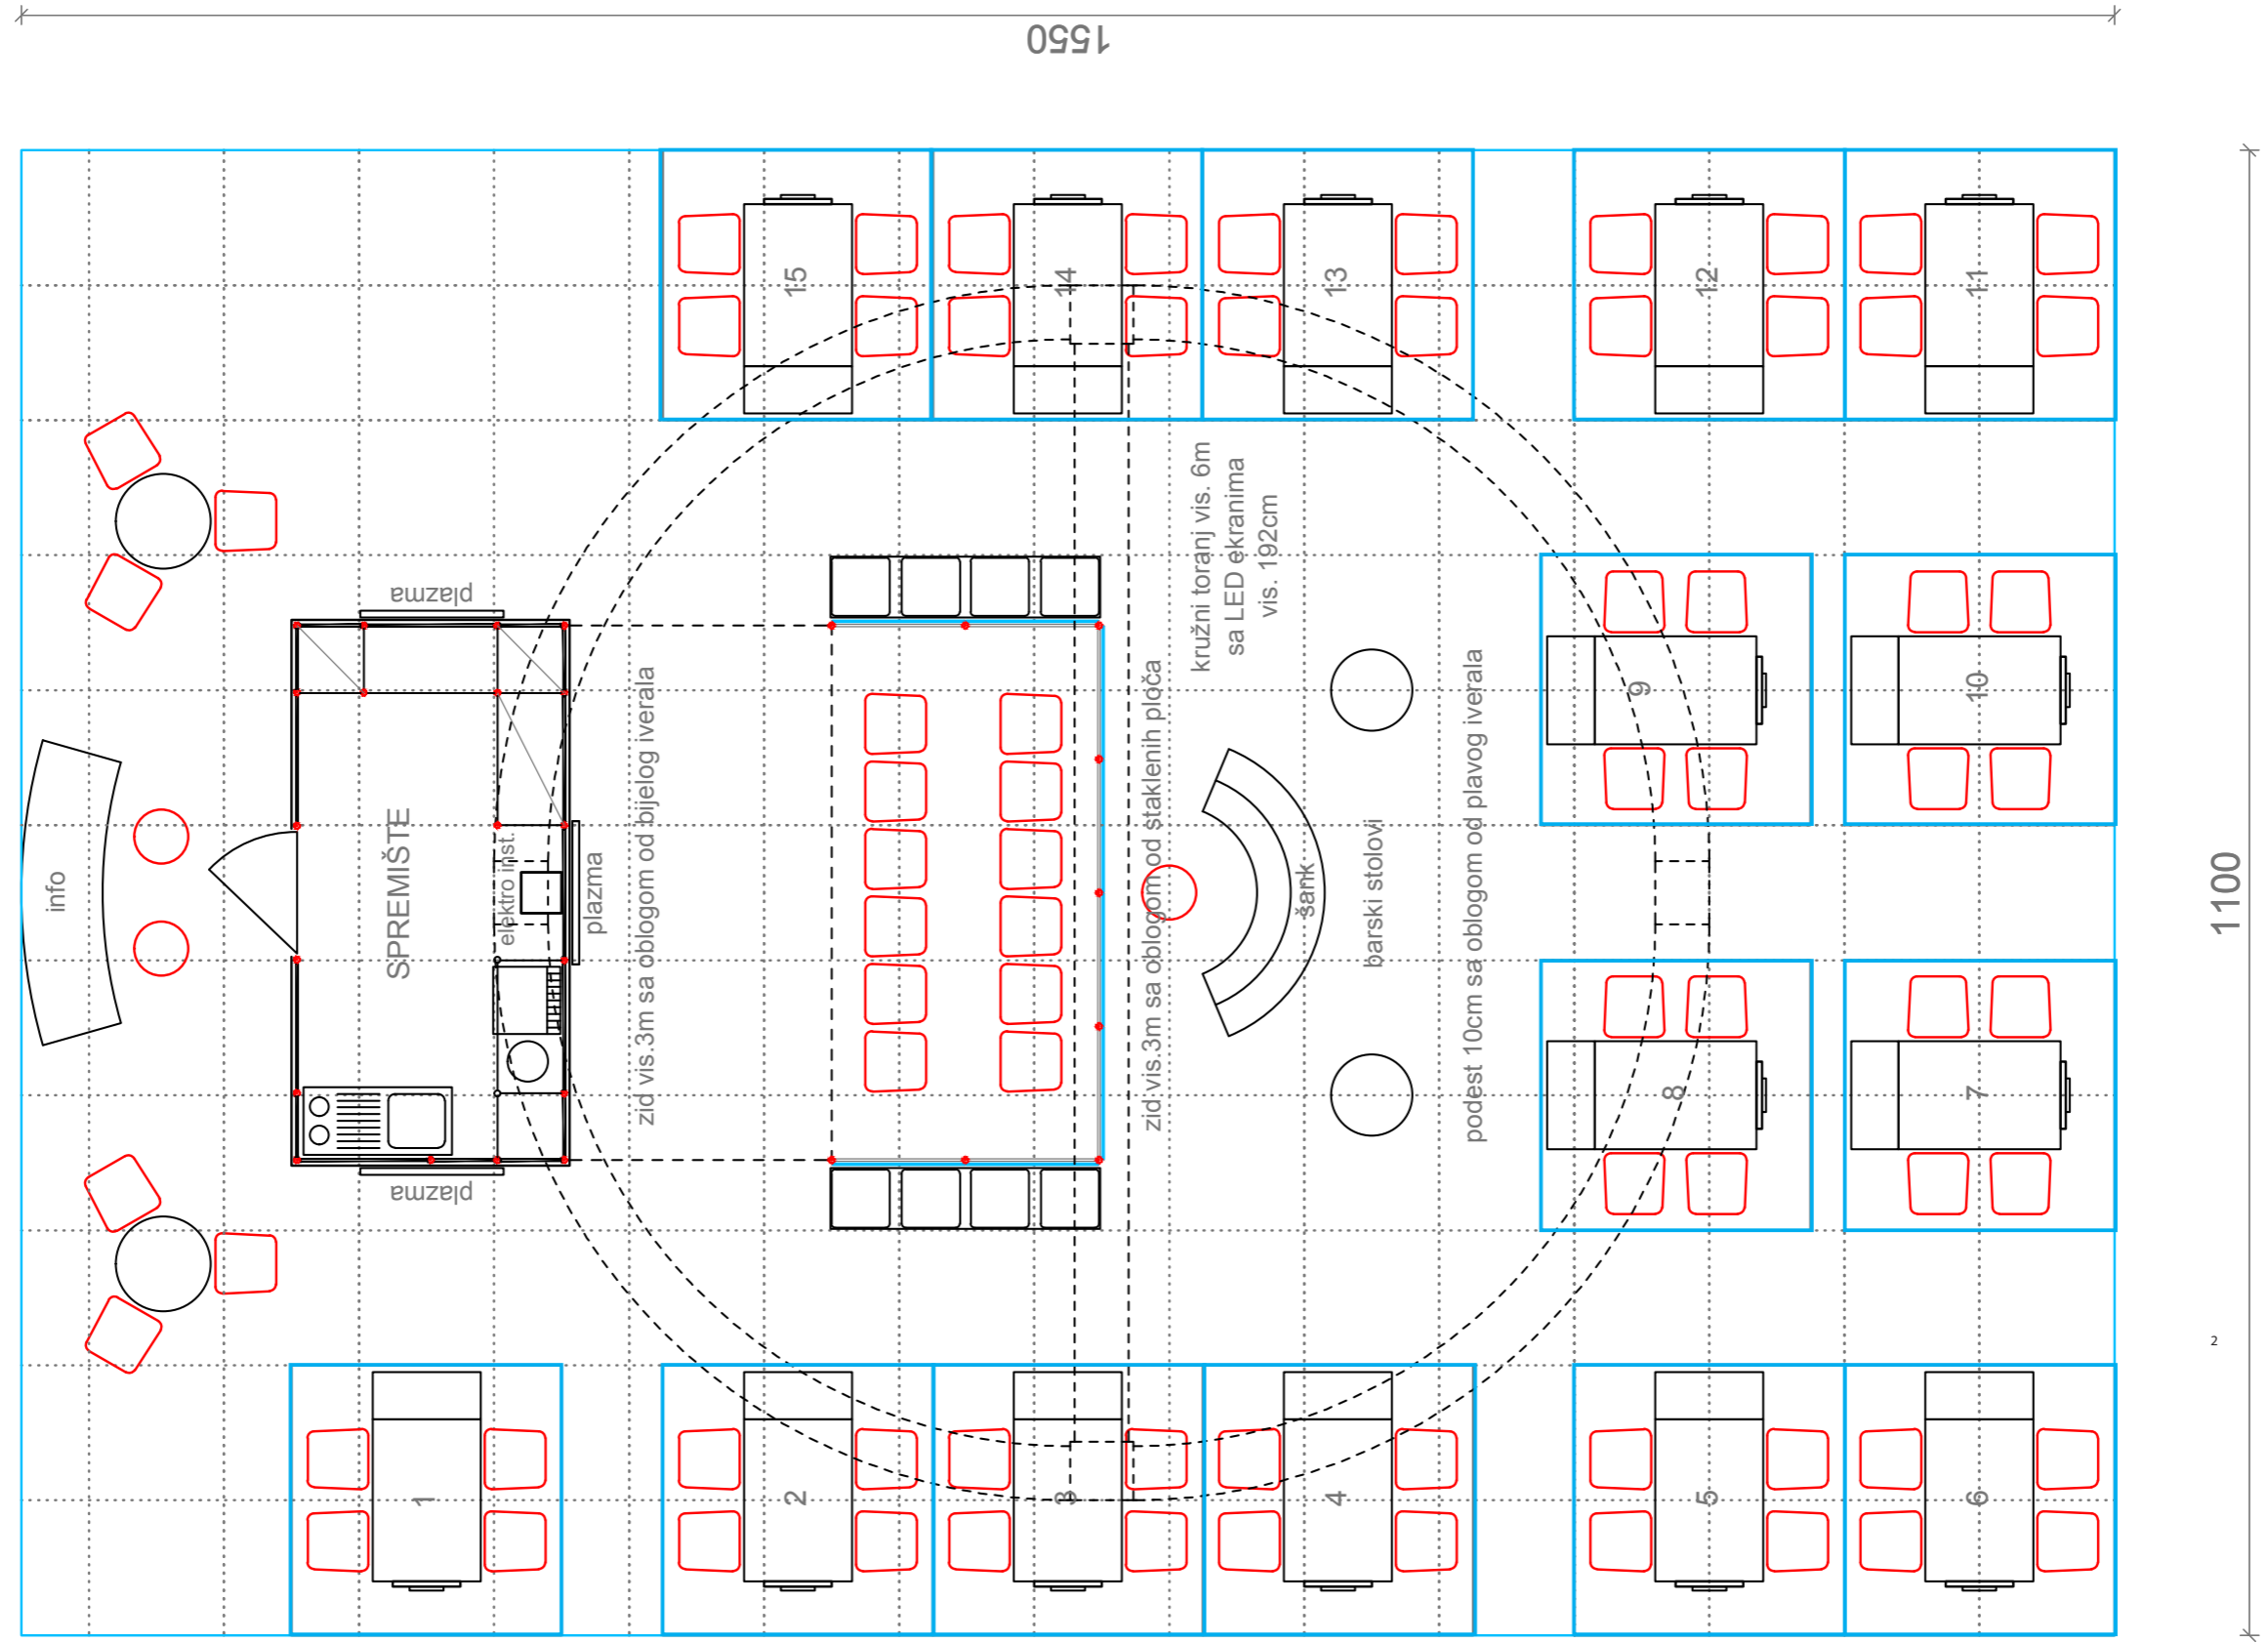 1550
15
14
13
12
11
plazma
kružni toranj vis. 6m
sa LED ekranima
vis. 192cm
info
SPREMIŠTE
elektro inst.
plazma
zid vis.3m sa oblogom od bijelog iverala
zid vis.3m sa oblogom od staklenih ploča
šank
barski stolovi
podest 10cm sa oblogom od plavog iverala
9
10
1100
8
7
plazma
2
1
2
3
4
5
6